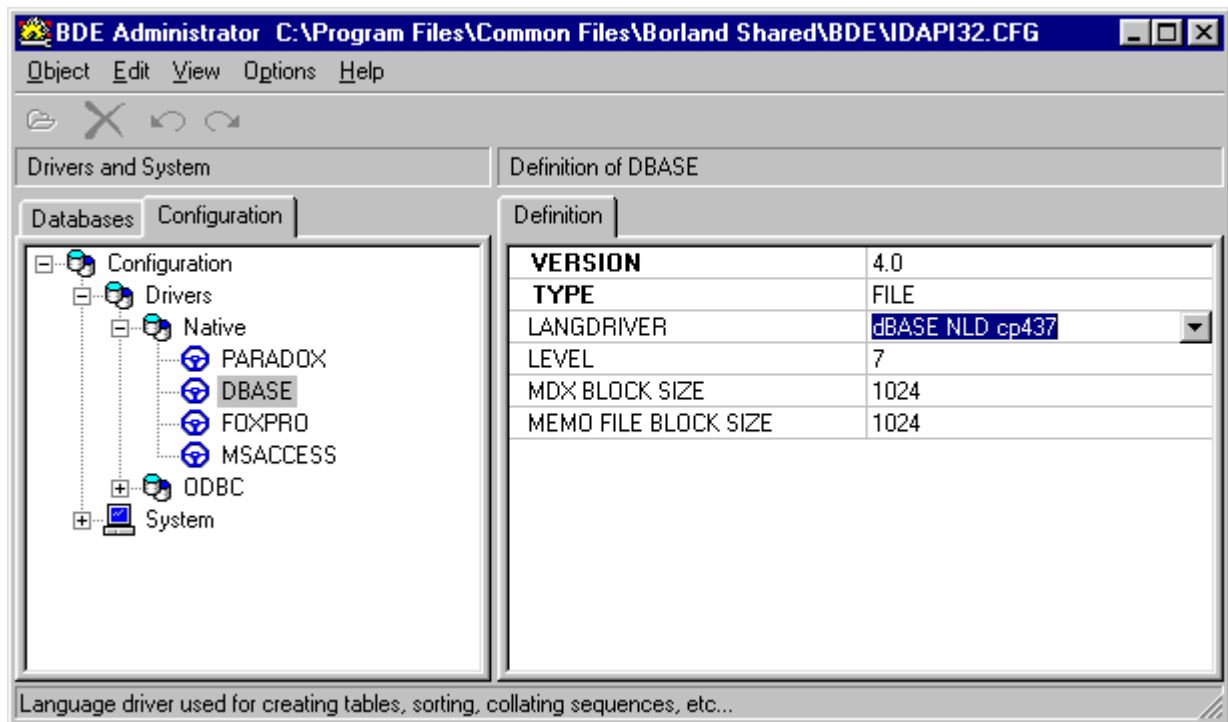 BDE Administrator C:\Program Files\Common Files\Borland Shared\BDE\IDAPI32.CFG
Object Edit View Options Help
Drivers and System
Definition of DBASE
Databases Configuration
Definition
Configuration
Drivers
Native
PARADOX
DBASE
FOXPRO
MSACCESS
ODBC
System
VERSION 4.0
TYPE FILE
LANGDRIVER dBASE NLD cp437
LEVEL 7
MDX BLOCK SIZE 1024
MEMO FILE BLOCK SIZE 1024
Language driver used for creating tables, sorting, collating sequences, etc...